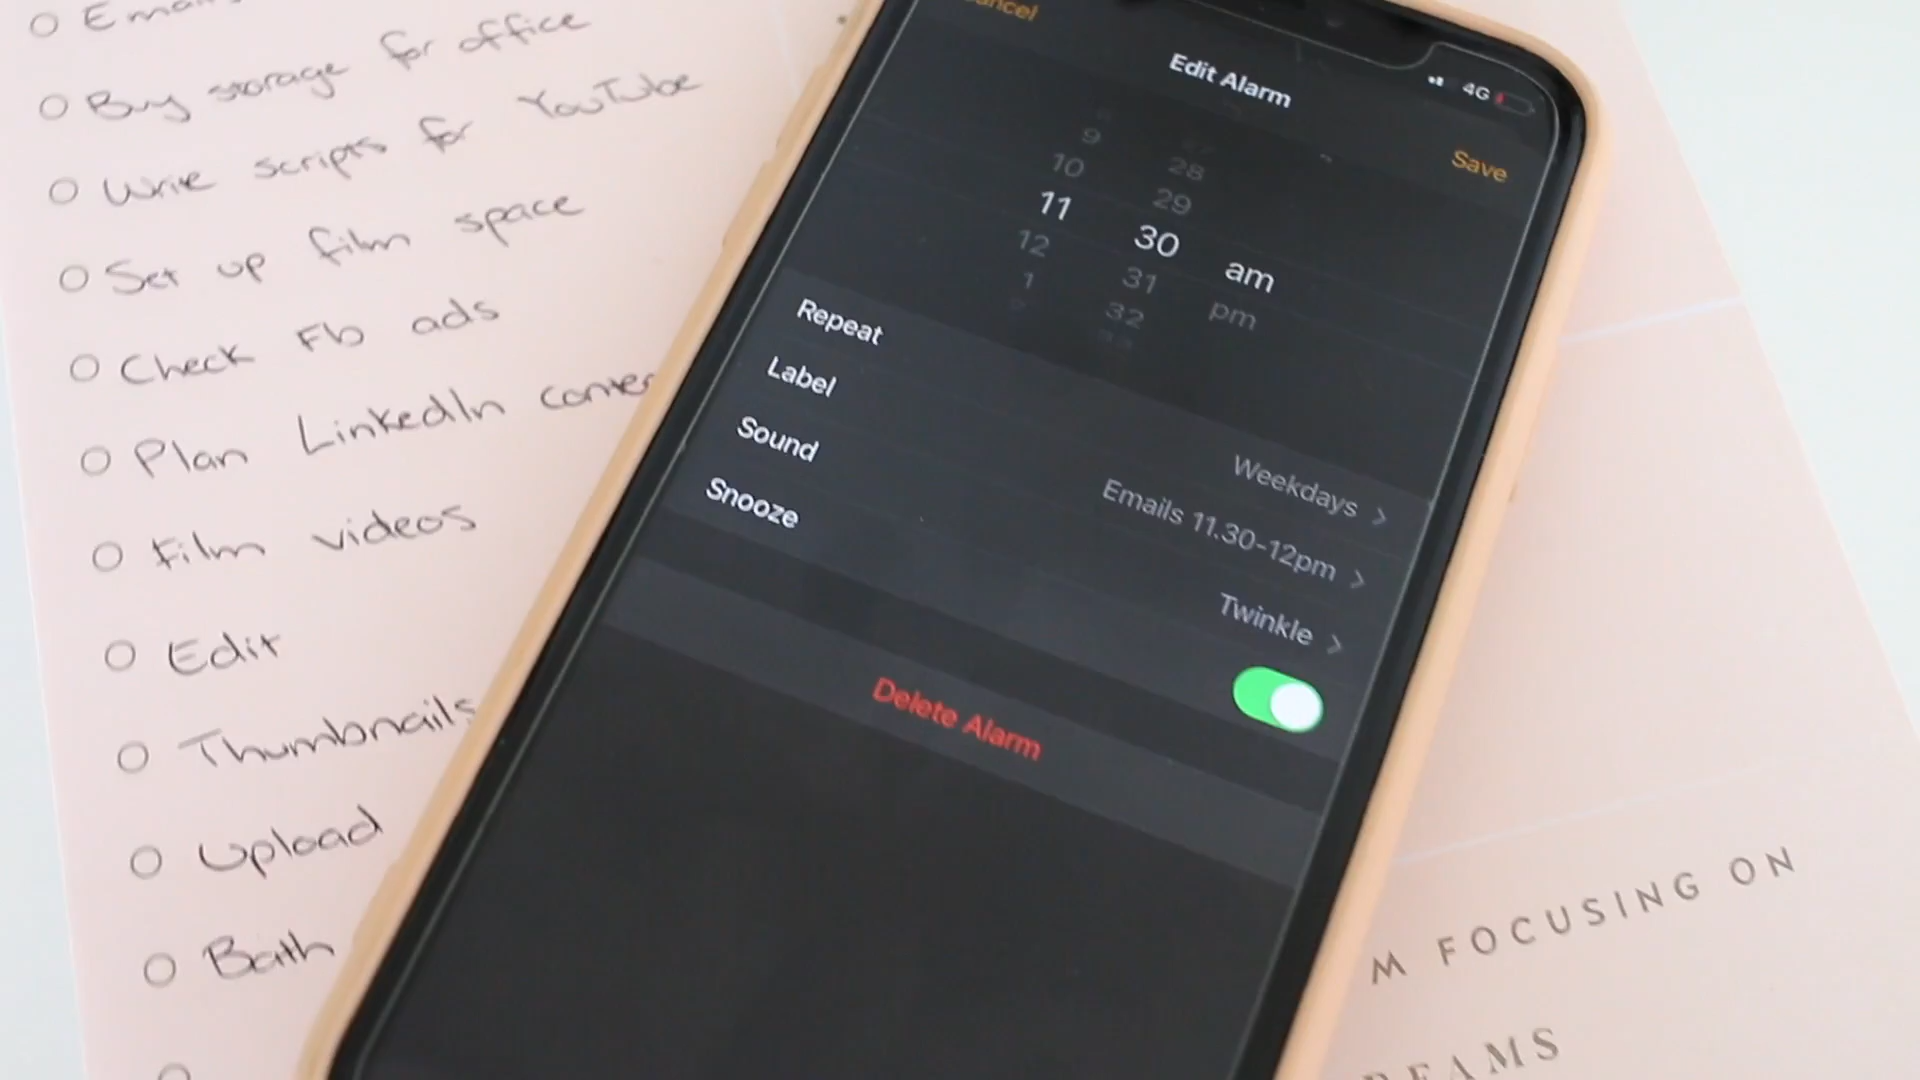 Buy storage for office
Write scripts for YouTube
Set up film space
Check Fb ads
Plan LinkedIn
Film videos
Edit
Thumbnails
Upload
Bath
4G
Edit Alarm
Save
9
10 28
11 29
12 30 am
1 31 pm
32
Repeat Weekdays
Label Emails 11.30-12pm
Sound Twinkle
Snooze
Delete Alarm
FOCUSING ON